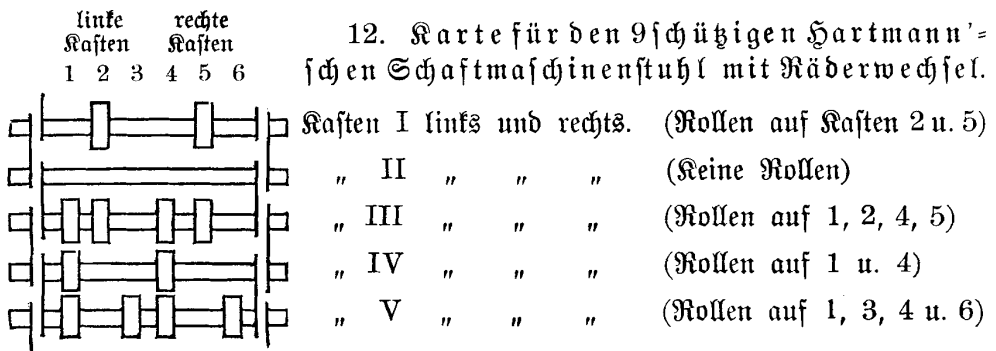 linke rechte
Kasten Kasten
1 2 3 4 5 6
12. Karte für den 9schützigen Hartmann'=
schen Schaftmaschinenstuhl mit Räderwechsel.
Kasten I links und rechts. (Rollen auf Kasten 2 u. 5)
„ II „ „ „ (Keine Rollen)
„ III „ „ „ (Rollen auf 1, 2, 4, 5)
„ IV „ „ „ (Rollen auf 1 u. 4)
„ V „ „ „ (Rollen auf 1, 3, 4 u. 6)